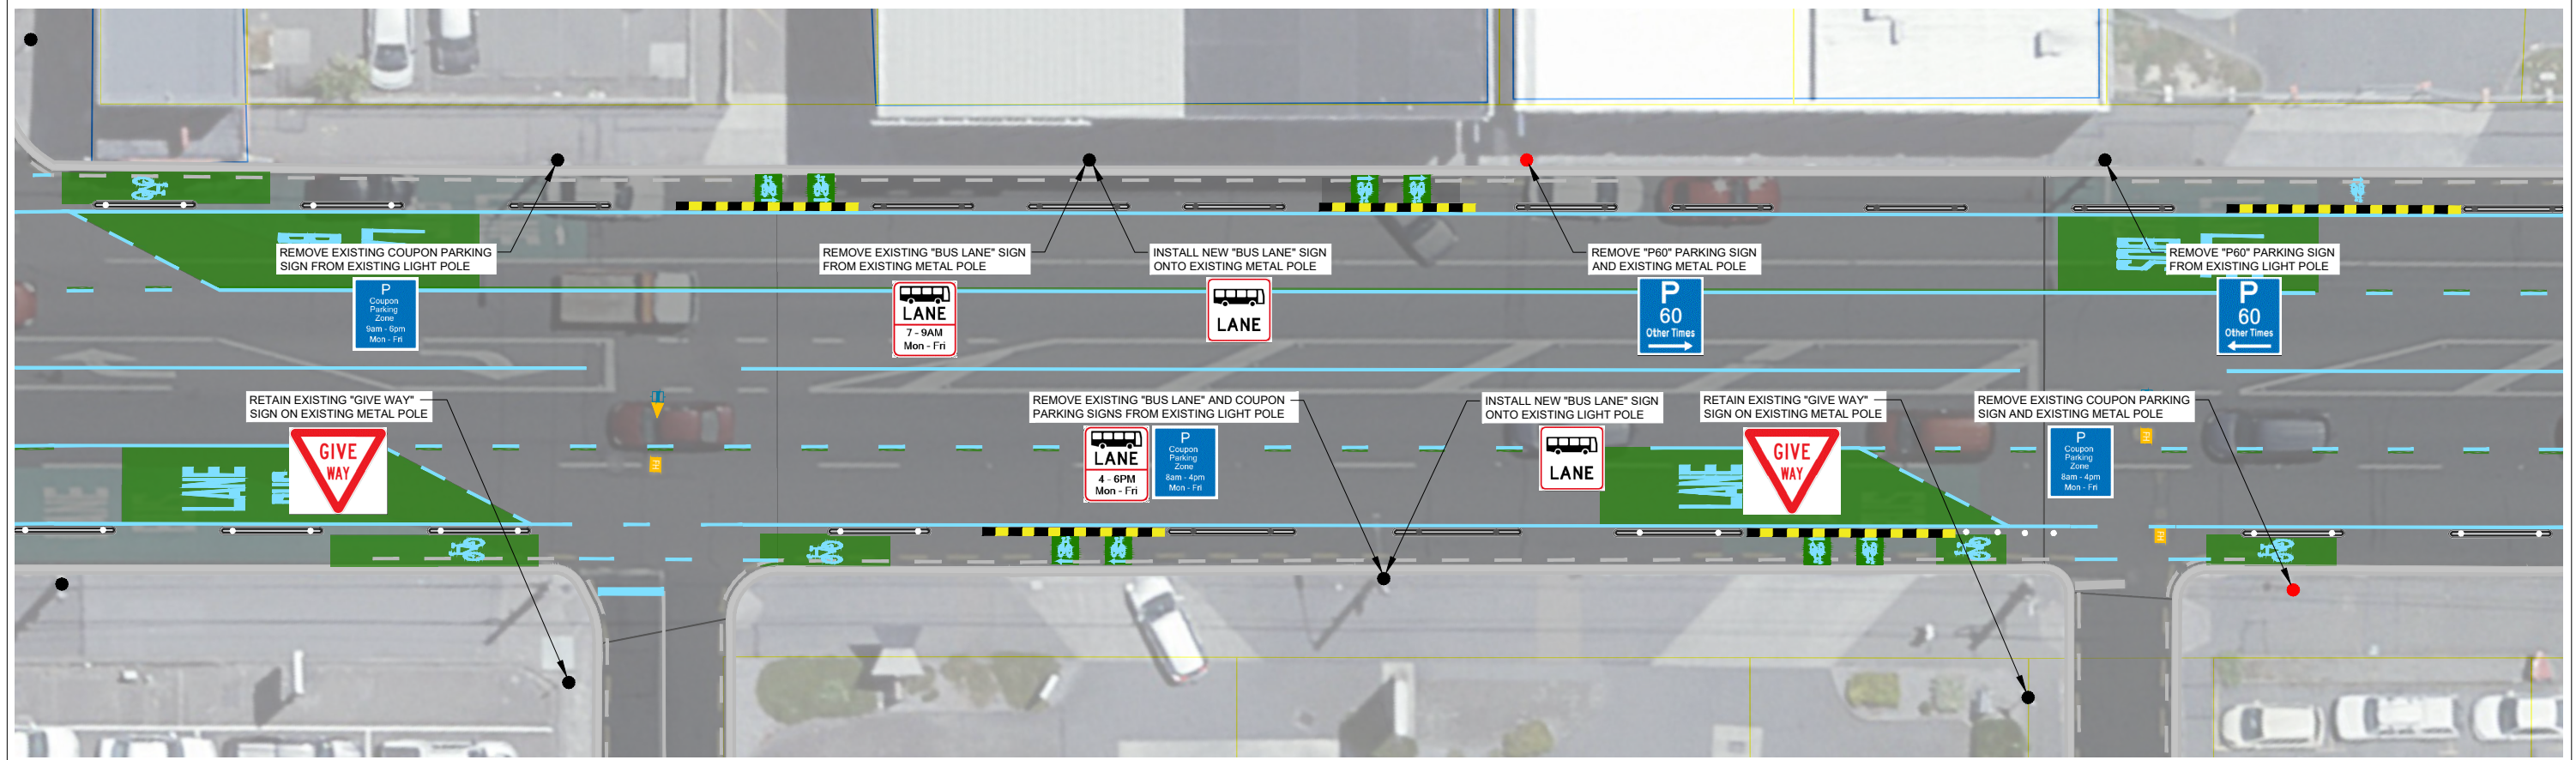 REMOVE EXISTING COUPON PARKING
SIGN FROM EXISTING LIGHT POLE
P
Coupon
Parking
Zone
9am - 6pm
Mon - Fri
REMOVE EXISTING "BUS LANE" SIGN
FROM EXISTING METAL POLE
LANE
7 - 9AM
Mon - Fri
INSTALL NEW "BUS LANE" SIGN
ONTO EXISTING METAL POLE
LANE
REMOVE "P60" PARKING SIGN
AND EXISTING METAL POLE
P
60
Other Times
REMOVE "P60" PARKING SIGN
FROM EXISTING LIGHT POLE
P
60
Other Times
RETAIN EXISTING "GIVE WAY"
SIGN ON EXISTING METAL POLE
GIVE
WAY
LANE
REMOVE EXISTING "BUS LANE" AND COUPON
PARKING SIGNS FROM EXISTING LIGHT POLE
LANE
4 - 6PM
Mon - Fri
P
Coupon
Parking
Zone
8am - 4pm
Mon - Fri
INSTALL NEW "BUS LANE" SIGN
ONTO EXISTING LIGHT POLE
LANE
RETAIN EXISTING "GIVE WAY"
SIGN ON EXISTING METAL POLE
GIVE
WAY
LANE
REMOVE EXISTING COUPON PARKING
SIGN AND EXISTING METAL POLE
P
Coupon
Parking
Zone
8am - 4pm
Mon - Fri
FH
FH
FH